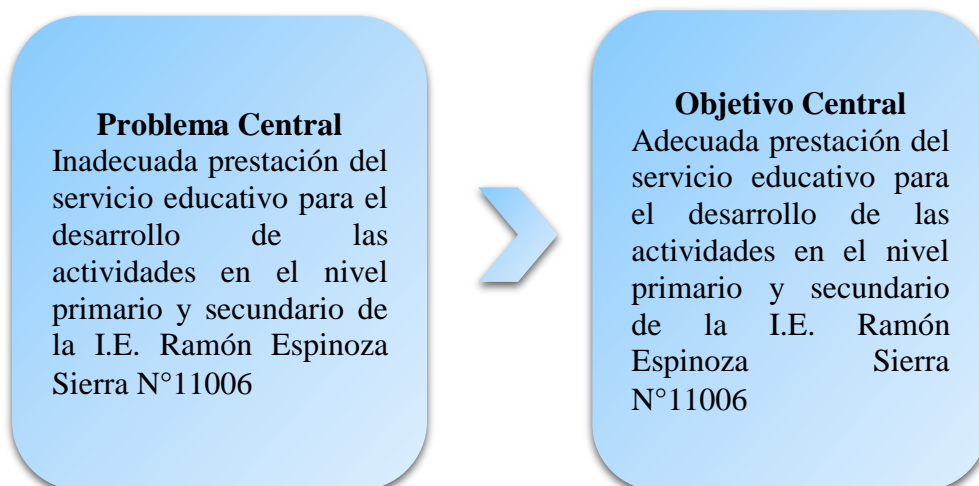 Problema Central
Inadecuada prestación del
servicio educativo para el
desarrollo de las
actividades en el nivel
primario y secundario de
la I.E. Ramón Espinoza
Sierra N°11006
Objetivo Central
Adecuada prestación del
servicio educativo para
el desarrollo de las
actividades en el nivel
primario y secundario
de la I.E. Ramón
Espinoza Sierra
N°11006